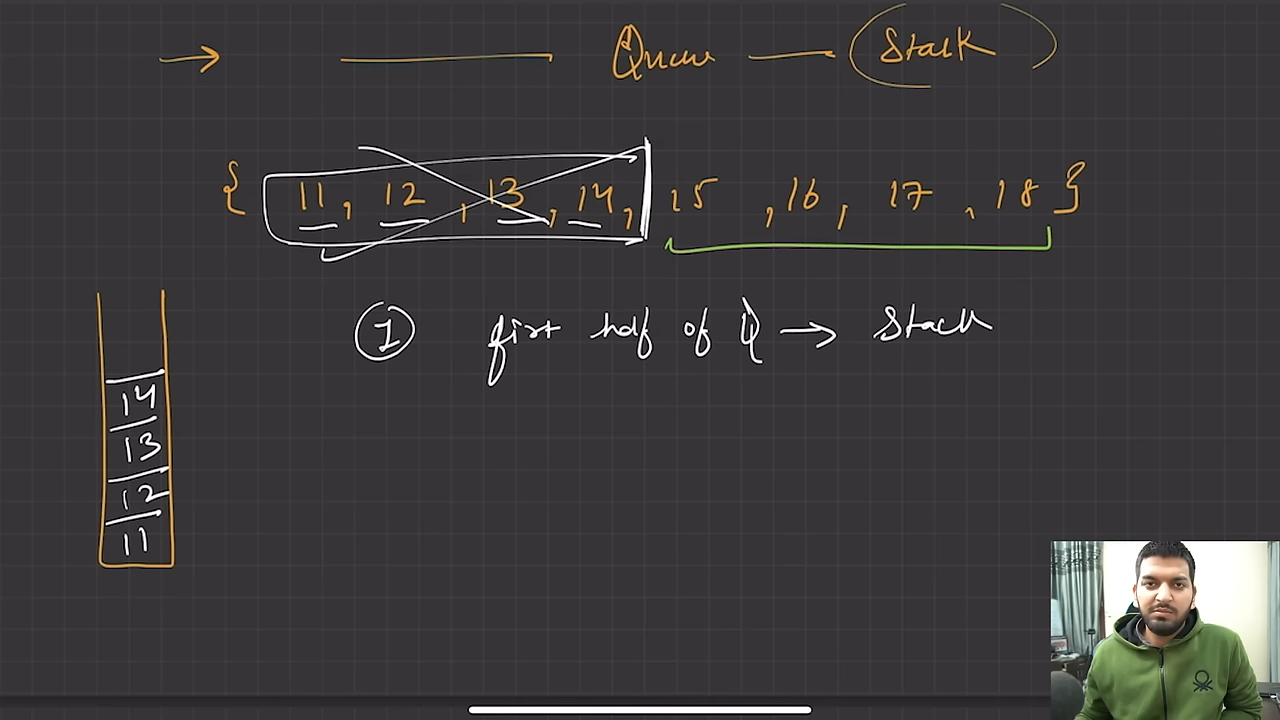 → Queue — Stack
{ 11, 12, 13, 14, 15, 16, 17, 18 }
① first half of Q → Stack
14
13
12
11